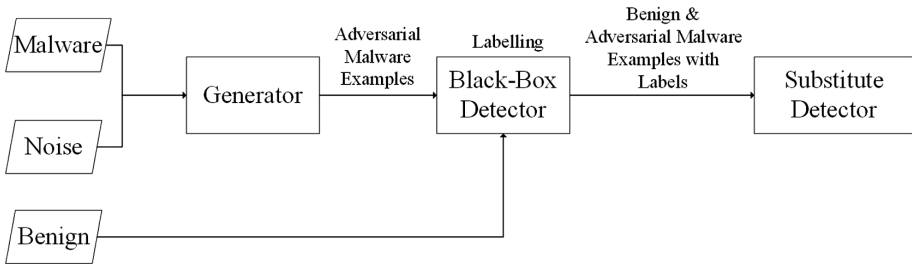 Malware
Noise
Benign
Generator
Adversarial
Malware
Examples
Labelling
Black-Box
Detector
Benign &
Adversarial Malware
Examples with
Labels
Substitute
Detector